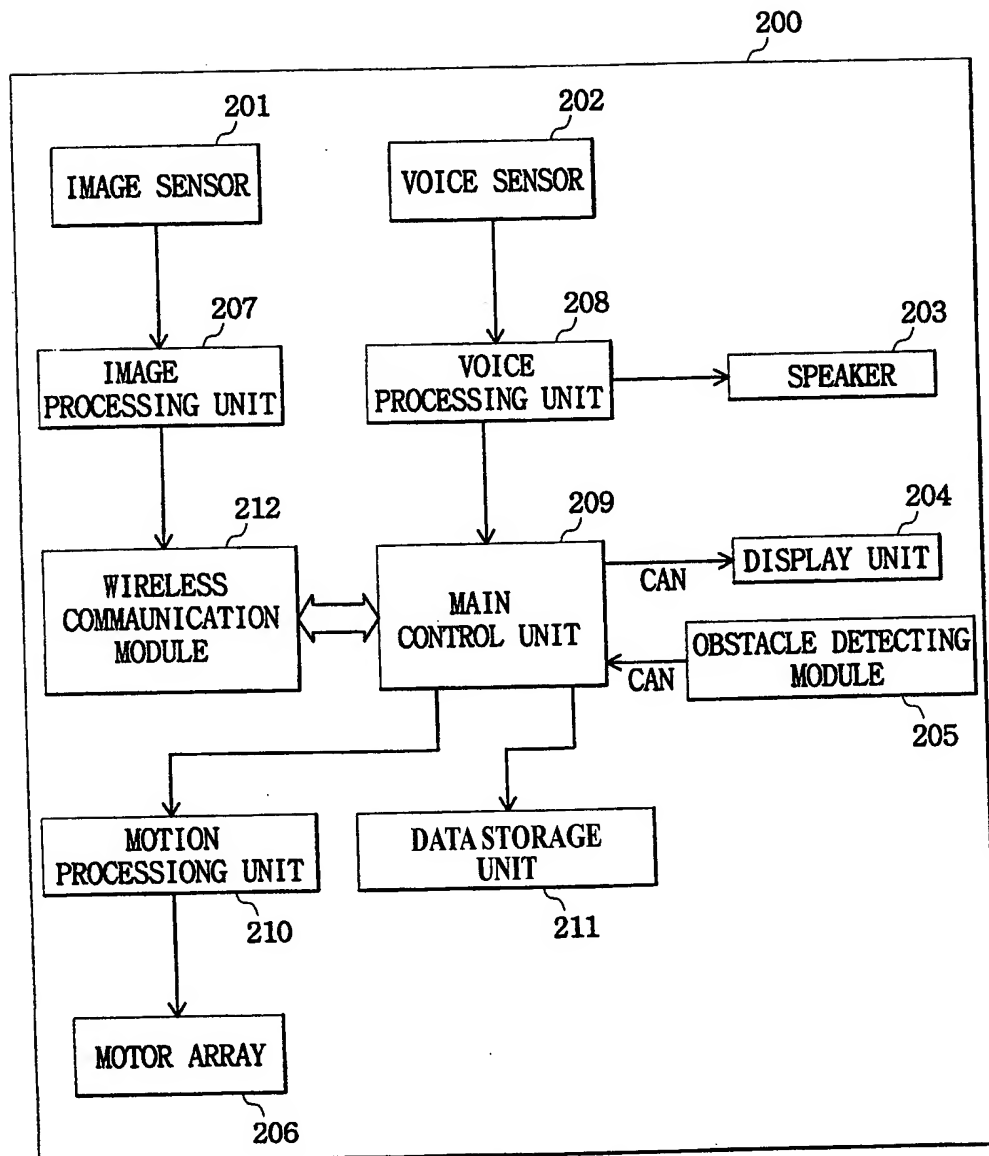 200
201
202
IMAGE SENSOR
VOICE SENSOR
207
208
203
IMAGE
PROCESSING UNIT
VOICE
PROCESSING UNIT
SPEAKER
212
209
204
WIRELESS
COMMAUNICATION
MODULE
MAIN
CONTROL UNIT
CAN
DISPLAY UNIT
CAN
OBSTACLE DETECTING
MODULE
205
MOTION
PROCESSIONG UNIT
210
DATA STORAGE
UNIT
211
MOTOR ARRAY
206